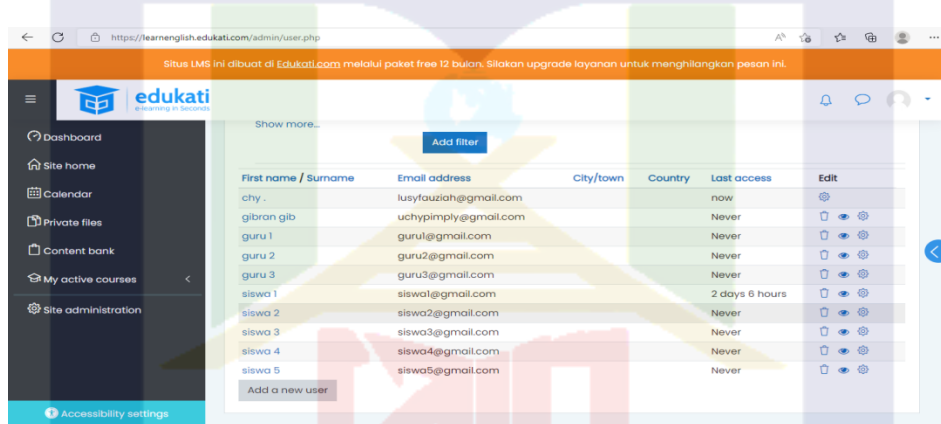 https://learnenglish.edukati.com/admin/user.php
Situs LMS ini dibuat di Edukati.com melalui paket free 12 bulan. Silakan upgrade layanan untuk menghilangkan pesan ini.
edukati
e-learning in Seconds
Dashboard
Site home
Calendar
Private files
Content bank
My active courses
Site administration
Accessibility settings
Show more...
Add filter
First name / Surname Email address City/town Country Last access Edit
chy . lusyfauziah@gmail.com now
gibran gib uchypimply@gmail.com Never
guru 1 guru1@gmail.com Never
guru 2 guru2@gmail.com Never
guru 3 guru3@gmail.com Never
siswa 1 siswa1@gmail.com 2 days 6 hours
siswa 2 siswa2@gmail.com Never
siswa 3 siswa3@gmail.com Never
siswa 4 siswa4@gmail.com Never
siswa 5 siswa5@gmail.com Never
Add a new user